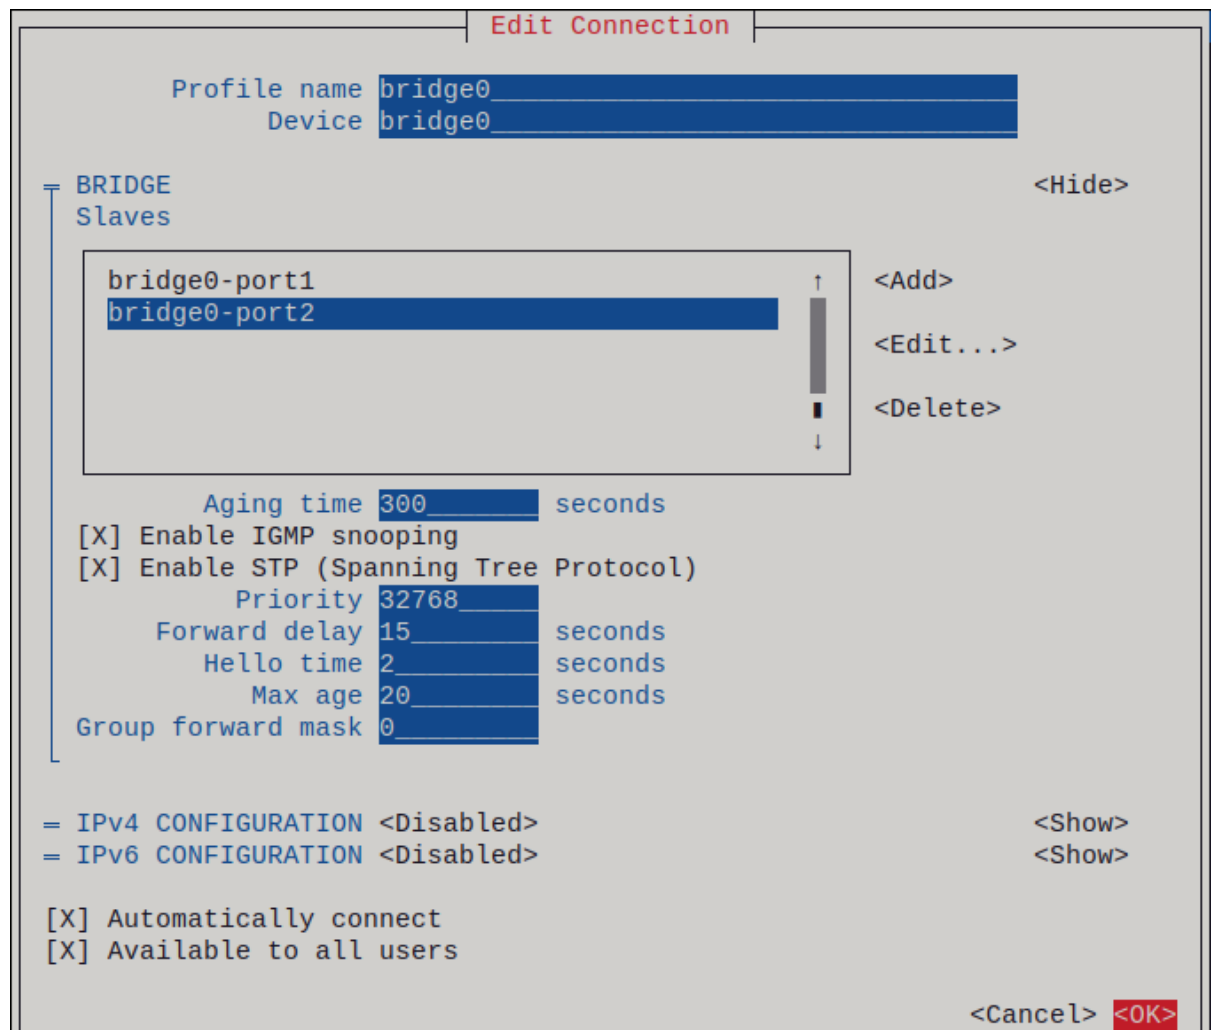 Edit Connection
Profile name bridge0
Device bridge0
BRIDGE <Hide>
Slaves
bridge0-port1 ↑ <Add>
bridge0-port2
<Edit...>
<Delete>
↓
Aging time 300 seconds
[X] Enable IGMP snooping
[X] Enable STP (Spanning Tree Protocol)
Priority 32768
Forward delay 15 seconds
Hello time 2 seconds
Max age 20 seconds
Group forward mask 0
= IPv4 CONFIGURATION <Disabled> <Show>
= IPv6 CONFIGURATION <Disabled> <Show>
[X] Automatically connect
[X] Available to all users
<Cancel> <OK>